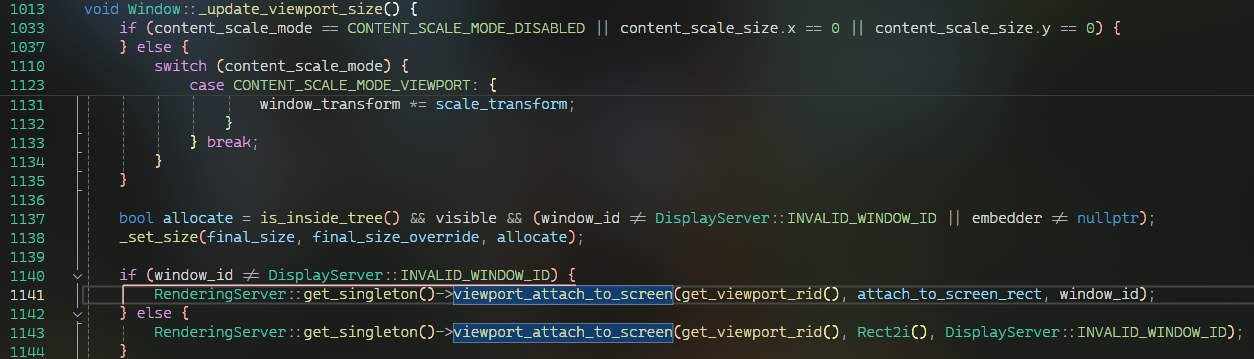 1013 void Window::_update_viewport_size() {
1033 if (content_scale_mode == CONTENT_SCALE_MODE_DISABLED || content_scale_size.x == 0 || content_scale_size.y == 0) {
1037 } else {
1110 switch (content_scale_mode) {
1123 case CONTENT_SCALE_MODE_VIEWPORT: {
1131 window_transform *= scale_transform;
1132 }
1133 } break;
1134 }
1135 }
1136
1137 bool allocate = is_inside_tree() && visible && (window_id != DisplayServer::INVALID_WINDOW_ID || embedder != nullptr);
1138 _set_size(final_size, final_size_override, allocate);
1139
1140 if (window_id != DisplayServer::INVALID_WINDOW_ID) {
1141 RenderingServer::get_singleton()->viewport_attach_to_screen(get_viewport_rid(), attach_to_screen_rect, window_id);
1142 } else {
1143 RenderingServer::get_singleton()->viewport_attach_to_screen(get_viewport_rid(), Rect2i(), DisplayServer::INVALID_WINDOW_ID);
1144 }